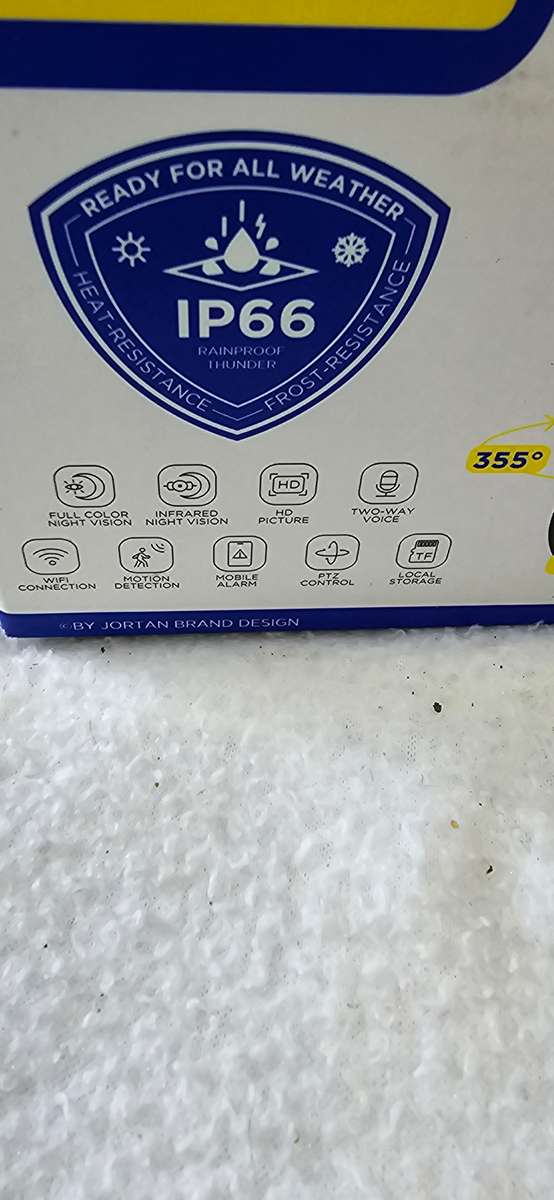 READY FOR ALL WEATHER
IP66
RAINPROOF
THUNDER
HEAT-RESISTANCE
FROST-RESISTANCE
355°
FULL COLOR
NIGHT VISION
INFRARED
NIGHT VISION
HD
HD
PICTURE
TWO-WAY
VOICE
WIFI
CONNECTION
MOTION
DETECTION
MOBILE
ALARM
PTZ
CONTROL
TF
LOCAL
STORAGE
©BY JORTAN BRAND DESIGN